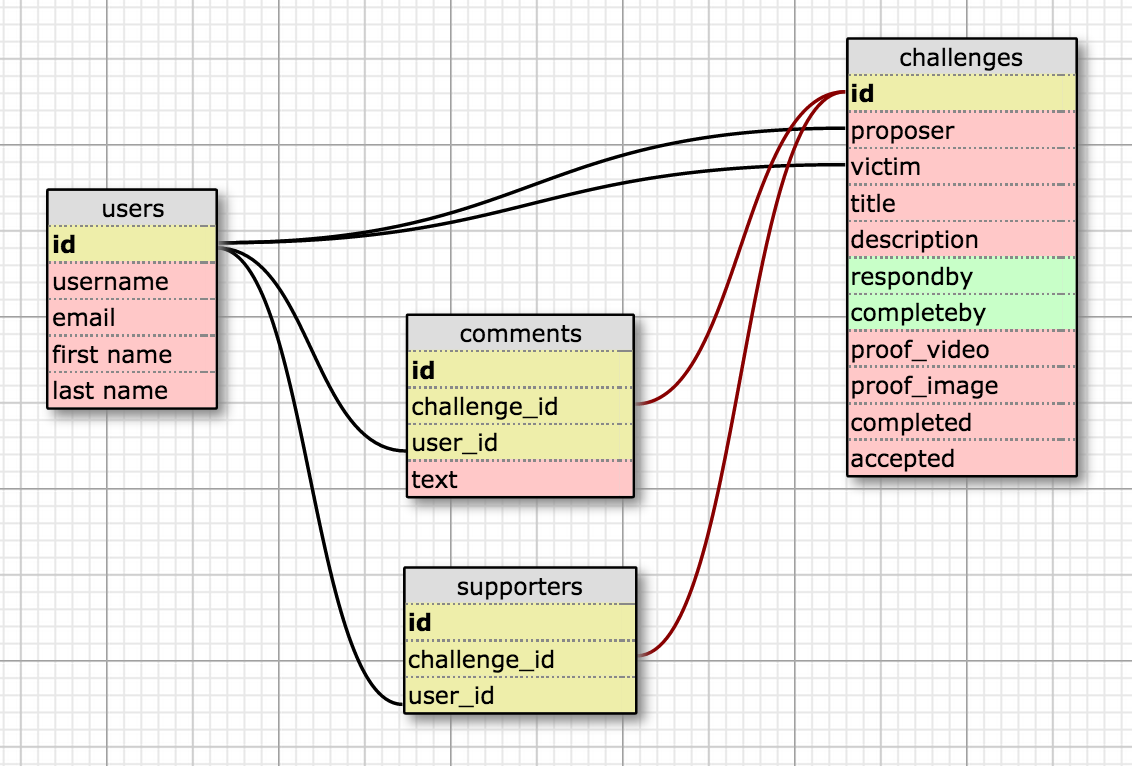 users
id
username
email
first name
last name
comments
id
challenge_id
user_id
text
supporters
id
challenge_id
user_id
challenges
id
proposer
victim
title
description
respondby
completeby
proof_video
proof_image
completed
accepted